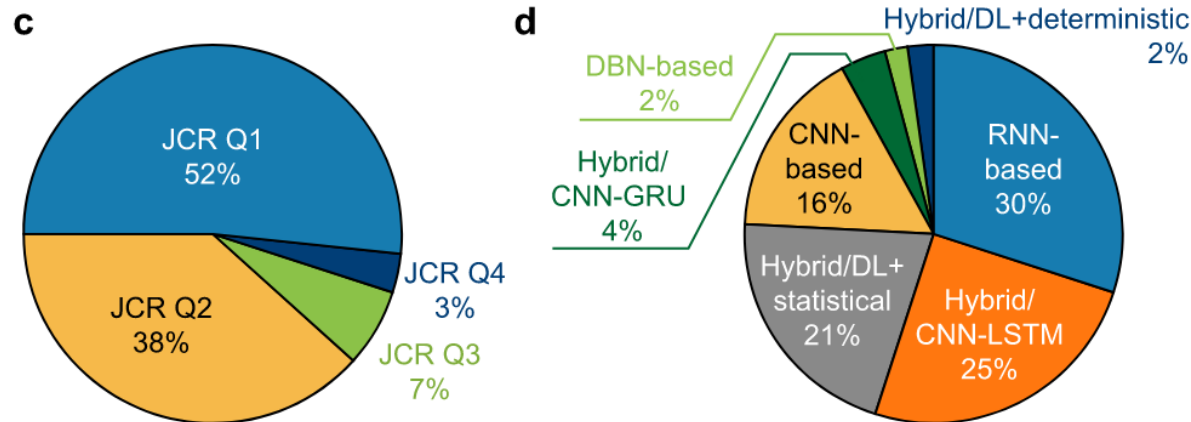 c
JCR Q1
52%
JCR Q4
3%
JCR Q2
38%
JCR Q3
7%
d
Hybrid/DL+deterministic
2%
DBN-based
2%
CNN-
based
16%
RNN-
based
30%
Hybrid/
CNN-GRU
4%
Hybrid/DL+
statistical
21%
Hybrid/
CNN-LSTM
25%